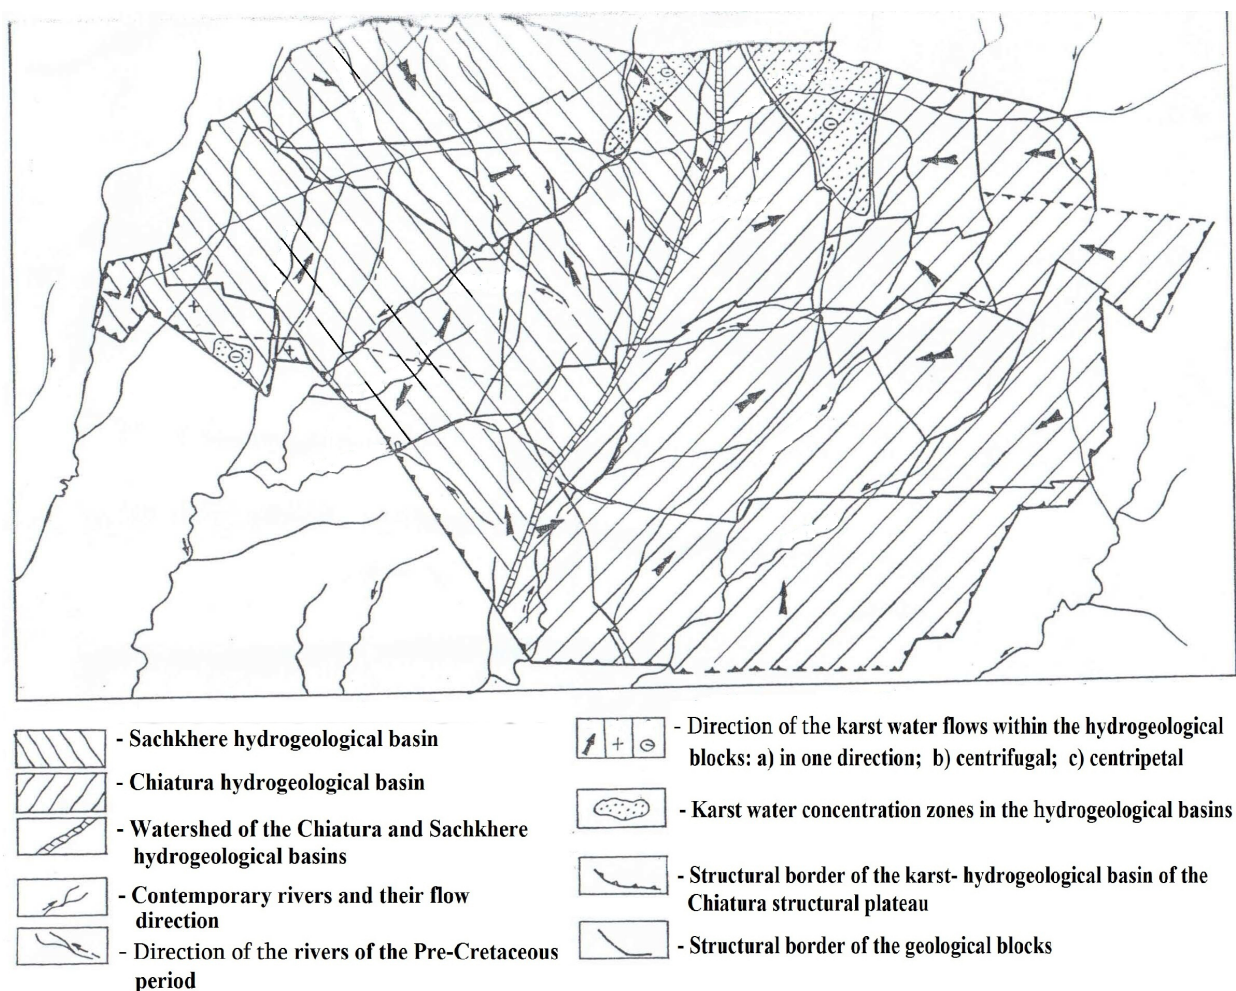 - Sachkhere hydrogeological basin
- Chiatura hydrogeological basin
- Watershed of the Chiatura and Sachkhere
hydrogeological basins
- Contemporary rivers and their flow
direction
- Direction of the rivers of the Pre-Cretaceous
period
- Direction of the karst water flows within the hydrogeological
blocks: a) in one direction; b) centrifugal; c) centripetal
- Karst water concentration zones in the hydrogeological basins
- Structural border of the karst- hydrogeological basin of the
Chiatura structural plateau
- Structural border of the geological blocks